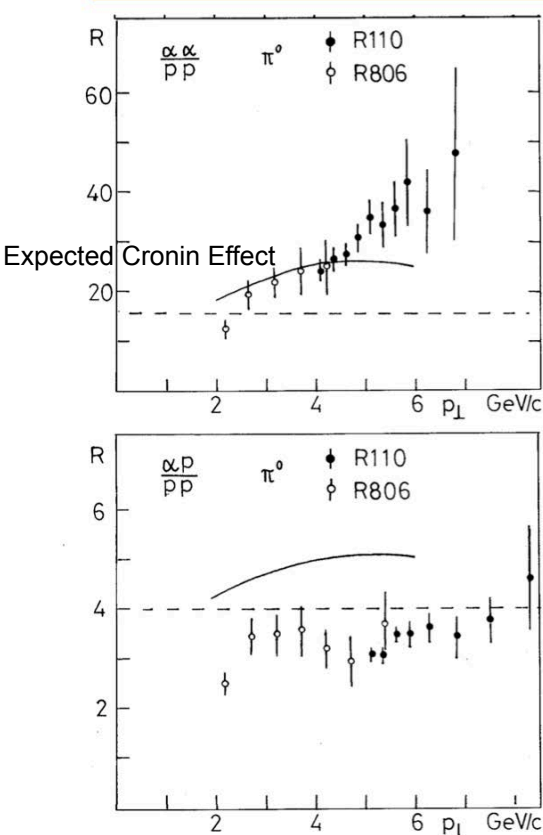 R
αα
pp
π°
R110
R806
60
40
Expected Cronin Effect
20
2
4
6
p⊥
GeV/c
R
αp
pp
π°
R110
R806
6
4
2
2
4
6
p⊥
GeV/c